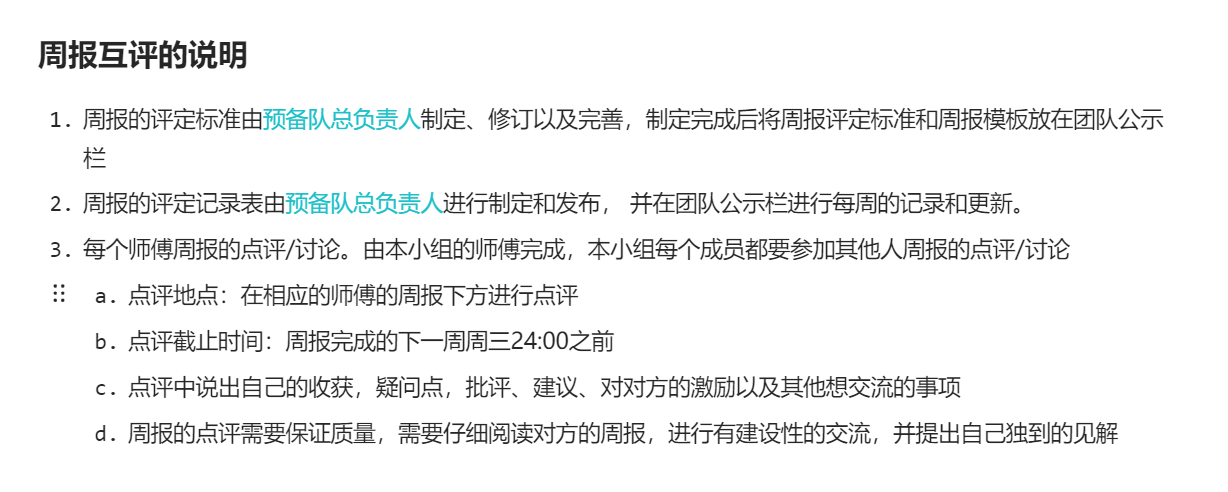 周报互评的说明
1. 周报的评定标准由预备队总负责人制定、修订以及完善，制定完成后将周报评定标准和周报模板放在团队公示
栏
2. 周报的评定记录表由预备队总负责人进行制定和发布， 并在团队公示栏进行每周的记录和更新。
3. 每个师傅周报的点评/讨论。由本小组的师傅完成，本小组每个成员都要参加其他人周报的点评/讨论
a. 点评地点：在相应的师傅的周报下方进行点评
b. 点评截止时间：周报完成的下一周周三24:00之前
c. 点评中说出自己的收获，疑问点，批评、建议、对对方的激励以及其他想交流的事项
d. 周报的点评需要保证质量，需要仔细阅读对方的周报，进行有建设性的交流，并提出自己独到的见解